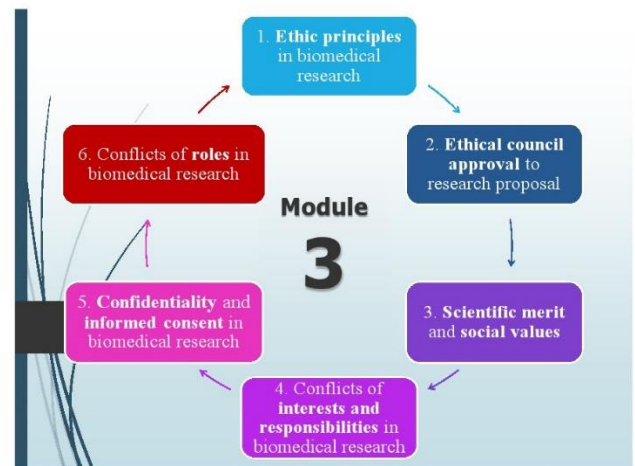 1. Ethic principles
in biomedical
research
2. Ethical council
approval to
research proposal
3. Scientific merit
and social values
4. Conflicts of
interests and
responsibilities in
biomedical research
5. Confidentiality and
informed consent in
biomedical research
6. Conflicts of roles in
biomedical research
Module
3